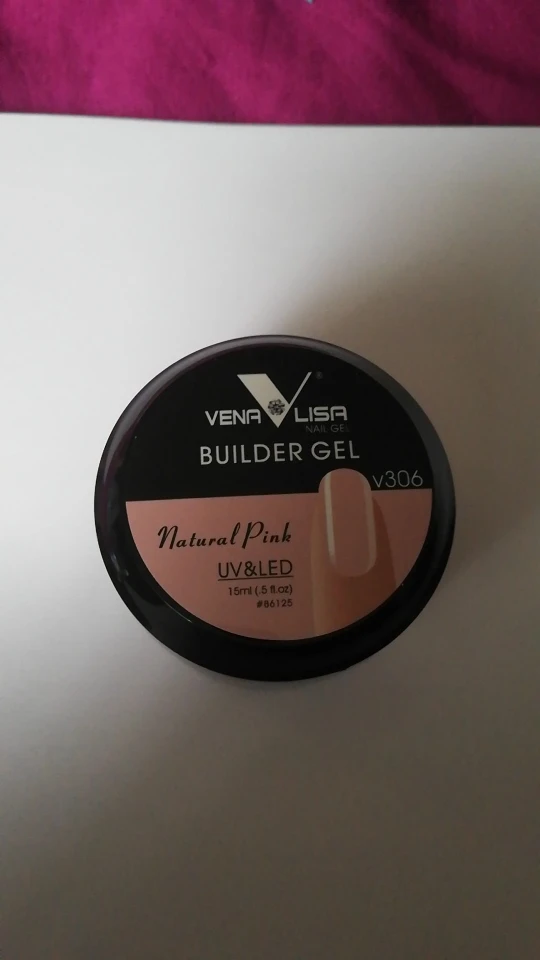 VENA LISA
NAIL GEL
BUILDER GEL
v306
Natural Pink
UV&LED
15ml (.5 fl.oz)
#86125